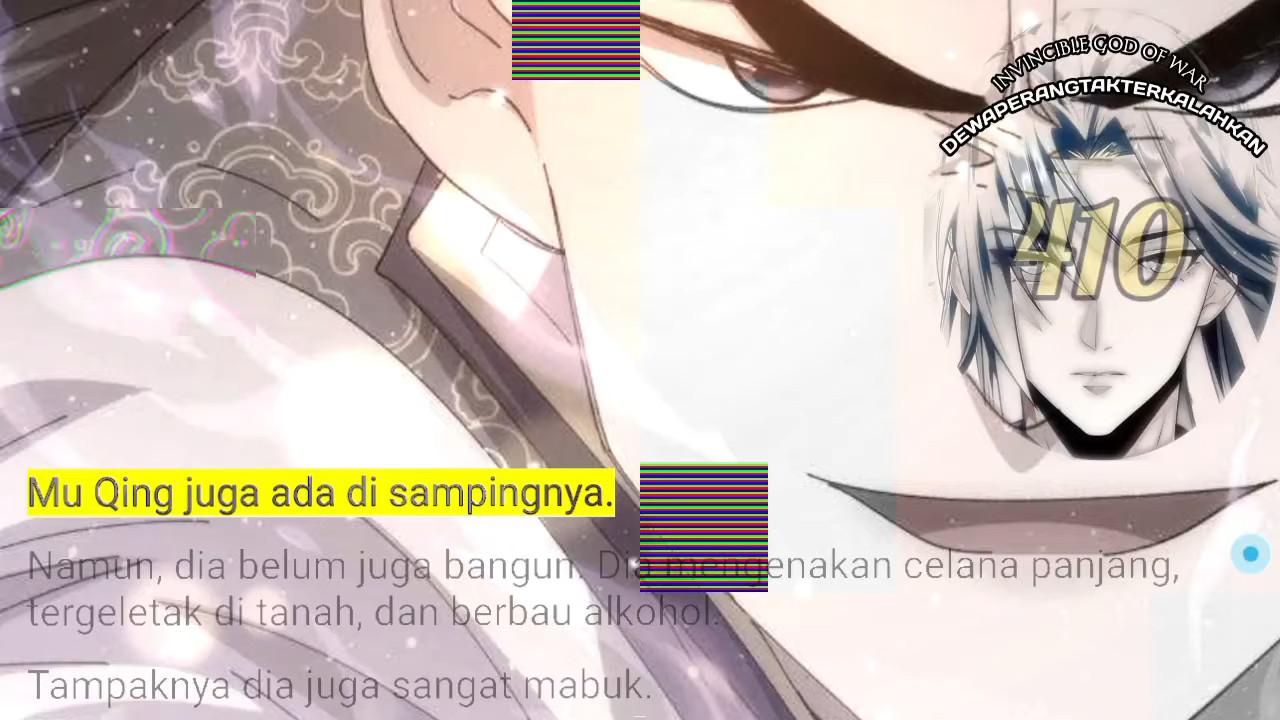 INVINCIBLE GOD OF WAR
DEWAPERANGTAKTERKALAHKAN
410
Mu Qing juga ada di sampingnya.
Namun, dia belum juga bangun. Dia mengenakan celana panjang,
tergeletak di tanah, dan berbau alkohol.
Tampaknya dia juga sangat mabuk.